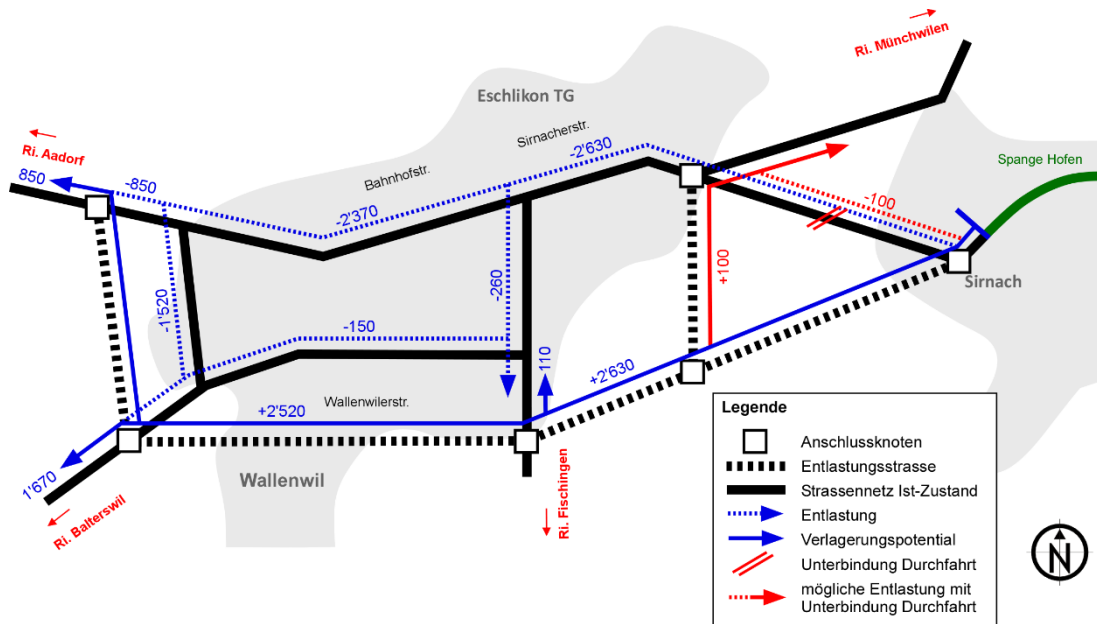 Ri. Münchwilen
Eschlikon TG
Sirnacherstr.
-2'630
Ri. Aadorf
850
-850
Bahnhofstr.
-2'370
Spange Hofen
-100
-260
+100
-1'520
-150
Sirnach
110
+2'630
Wallenwilerstr.
+2'520
1'670
Ri. Balterswil
Wallenwil
Ri. Fischingen
Legende
Anschlussknoten
Entlastungsstrasse
Strassennetz Ist-Zustand
Entlastung
Verlagerungspotential
Unterbindung Durchfahrt
mögliche Entlastung mit
Unterbindung Durchfahrt
N